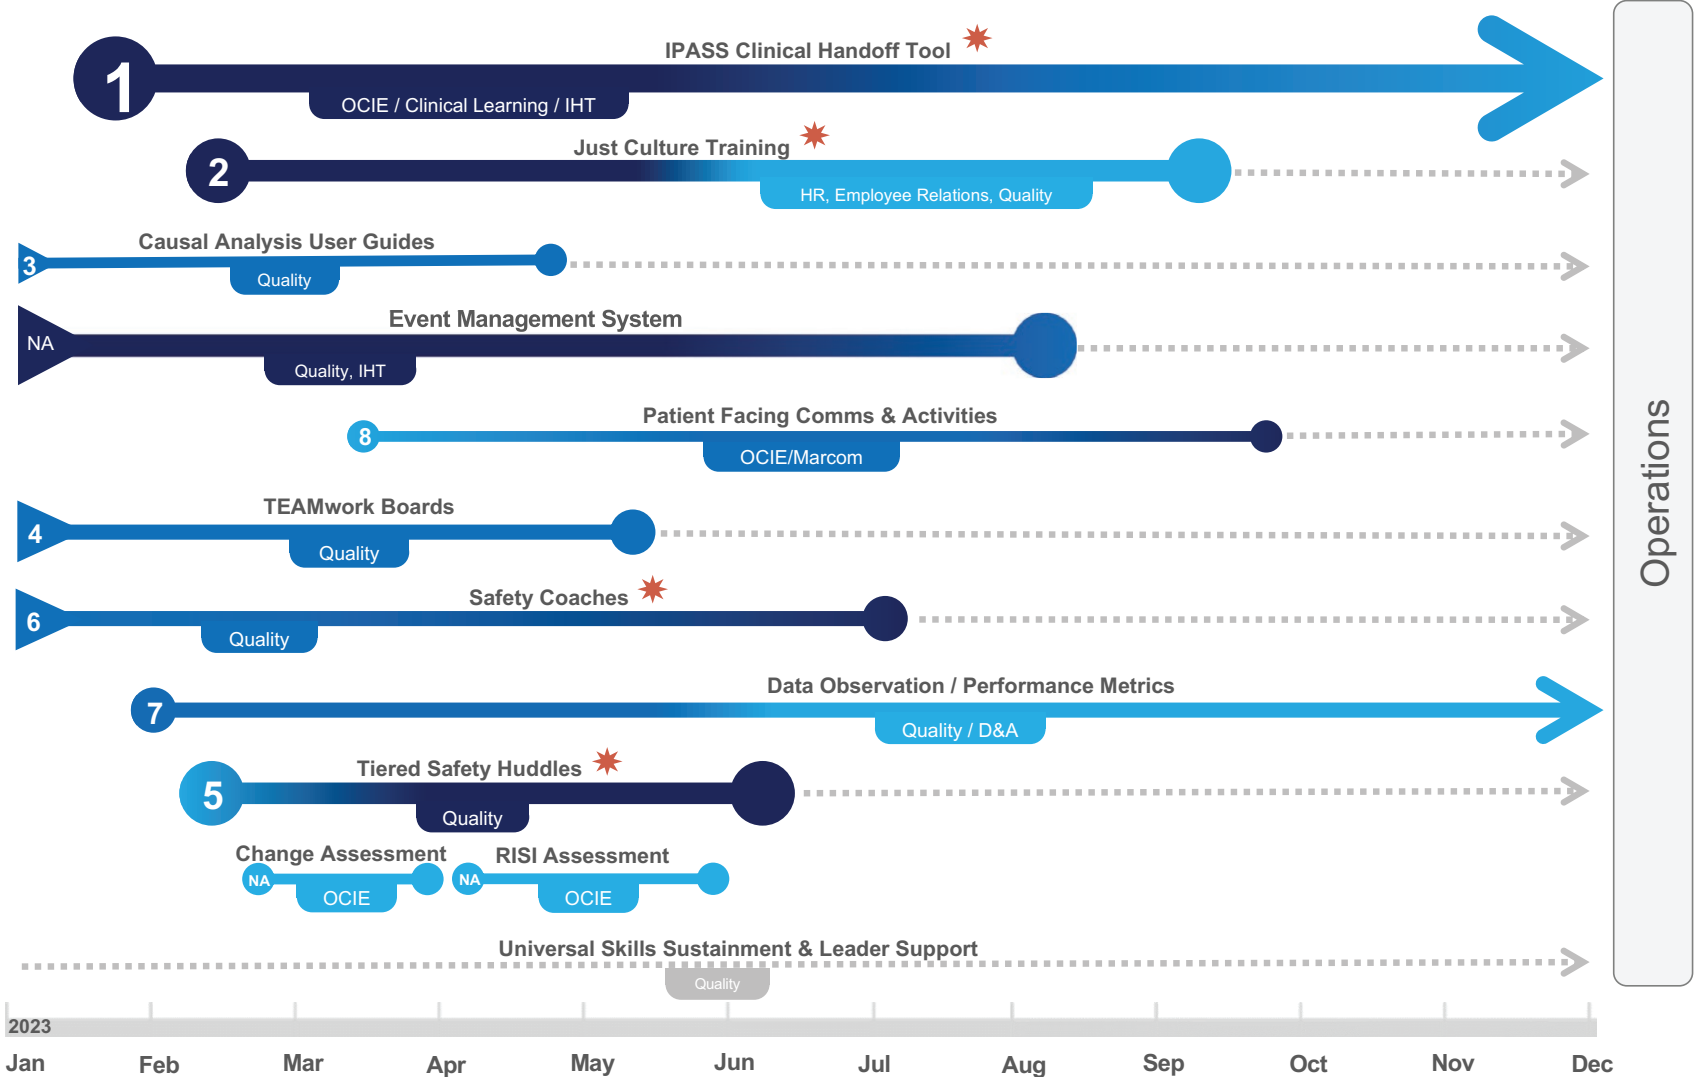 IPASS Clinical Handoff Tool
1
OCIE / Clinical Learning / IHT
Just Culture Training
2
HR, Employee Relations, Quality
Causal Analysis User Guides
3
Quality
Event Management System
NA
Quality, IHT
Patient Facing Comms & Activities
8
OCIE/Marcom
TEAMwork Boards
4
Quality
Safety Coaches
6
Quality
Data Observation / Performance Metrics
7
Quality / D&A
Tiered Safety Huddles
5
Quality
Change Assessment
NA
OCIE
RISI Assessment
NA
OCIE
Universal Skills Sustainment & Leader Support
Quality
Operations
2023
Jan Feb Mar Apr May Jun Jul Aug Sep Oct Nov Dec